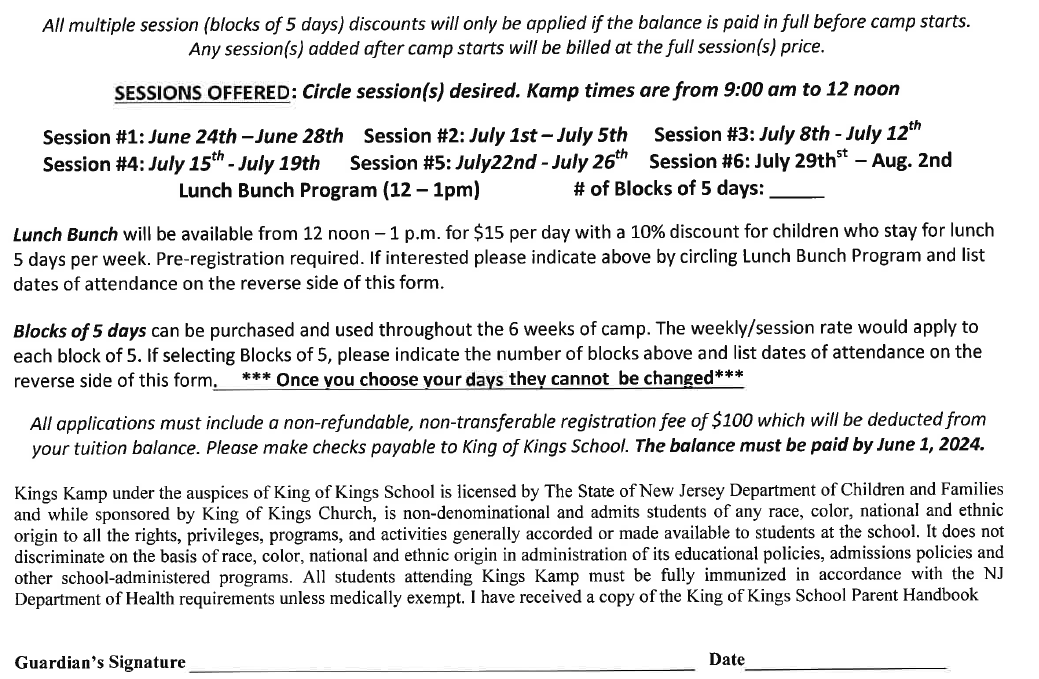 All multiple session (blocks of 5 days) discounts will only be applied if the balance is paid in full before camp starts.
Any session(s) added after camp starts will be billed at the full session(s) price.
SESSIONS OFFERED: Circle session(s) desired. Kamp times are from 9:00 am to 12 noon
Session #1: June 24th –June 28th Session #2: July 1st – July 5th Session #3: July 8th - July 12th
Session #4: July 15th - July 19th Session #5: July22nd - July 26th Session #6: July 29thst – Aug. 2nd
Lunch Bunch Program (12 – 1pm) # of Blocks of 5 days: _____
Lunch Bunch will be available from 12 noon – 1 p.m. for $15 per day with a 10% discount for children who stay for lunch
5 days per week. Pre-registration required. If interested please indicate above by circling Lunch Bunch Program and list
dates of attendance on the reverse side of this form.
Blocks of 5 days can be purchased and used throughout the 6 weeks of camp. The weekly/session rate would apply to
each block of 5. If selecting Blocks of 5, please indicate the number of blocks above and list dates of attendance on the
reverse side of this form. *** Once you choose your days they cannot be changed***
All applications must include a non-refundable, non-transferable registration fee of $100 which will be deducted from
your tuition balance. Please make checks payable to King of Kings School. The balance must be paid by June 1, 2024.
Kings Kamp under the auspices of King of Kings School is licensed by The State of New Jersey Department of Children and Families
and while sponsored by King of Kings Church, is non-denominational and admits students of any race, color, national and ethnic
origin to all the rights, privileges, programs, and activities generally accorded or made available to students at the school. It does not
discriminate on the basis of race, color, national and ethnic origin in administration of its educational policies, admissions policies and
other school-administered programs. All students attending Kings Kamp must be fully immunized in accordance with the NJ
Department of Health requirements unless medically exempt. I have received a copy of the King of Kings School Parent Handbook
Guardian's Signature ______________________ Date____________________